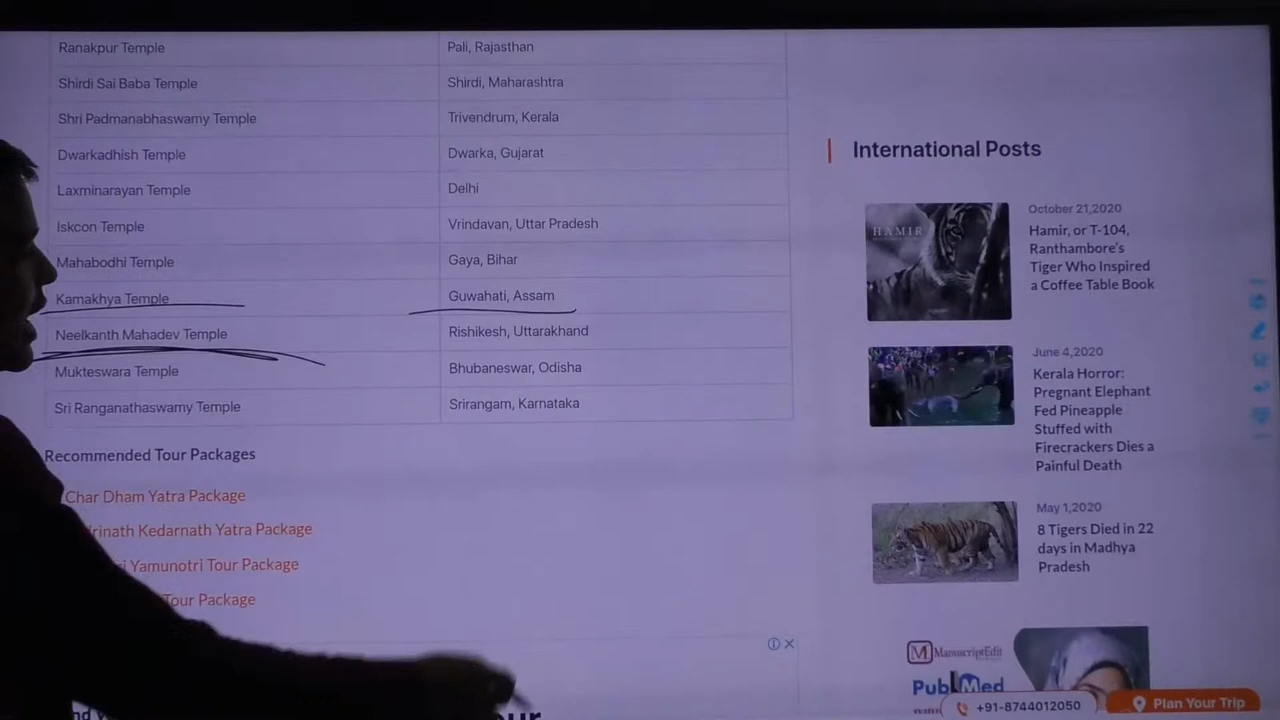 Ranakpur Temple Pali, Rajasthan
Shirdi Sai Baba Temple Shirdi, Maharashtra
Shri Padmanabhaswamy Temple Trivendrum, Kerala
Dwarkadhish Temple Dwarka, Gujarat
Laxminarayan Temple Delhi
Iskcon Temple Vrindavan, Uttar Pradesh
Mahabodhi Temple Gaya, Bihar
Kamakhya Temple Guwahati, Assam
Neelkanth Mahadev Temple Rishikesh, Uttarakhand
Mukteswara Temple Bhubaneswar, Odisha
Sri Ranganathaswamy Temple Srirangam, Karnataka
Recommended Tour Packages
Char Dham Yatra Package
Kedarnath Yatra Package
Yamunotri Tour Package
Tour Package
International Posts
HAMIR
October 21,2020
Hamir, or T-104,
Ranthambore's
Tiger Who Inspired
a Coffee Table Book
June 4,2020
Kerala Horror:
Pregnant Elephant
Fed Pineapple
Stuffed with
Firecrackers Dies a
Painful Death
May 1,2020
8 Tigers Died in 22
days in Madhya
Pradesh
ManuscriptEdit
PubMed
+91-8744012050
Plan Your Trip